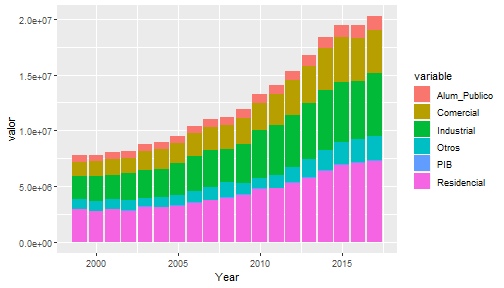 2.0e+07
1.5e+07
1.0e+07
5.0e+06
0.0e+00
valor
2000
2005
2010
2015
Year
variable
Alum_Publico
Comercial
Industrial
Otros
PIB
Residencial